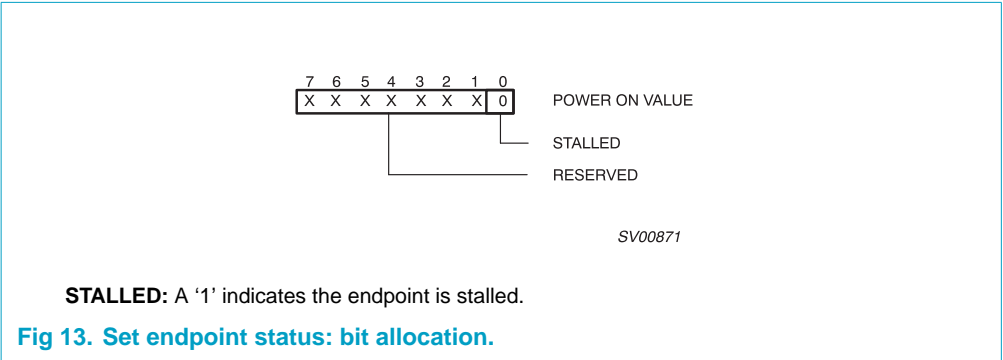 7 6 5 4 3 2 1 0
X X X X X X X 0 POWER ON VALUE
STALLED
RESERVED
SV00871
STALLED: A ‘1’ indicates the endpoint is stalled.
Fig 13. Set endpoint status: bit allocation.